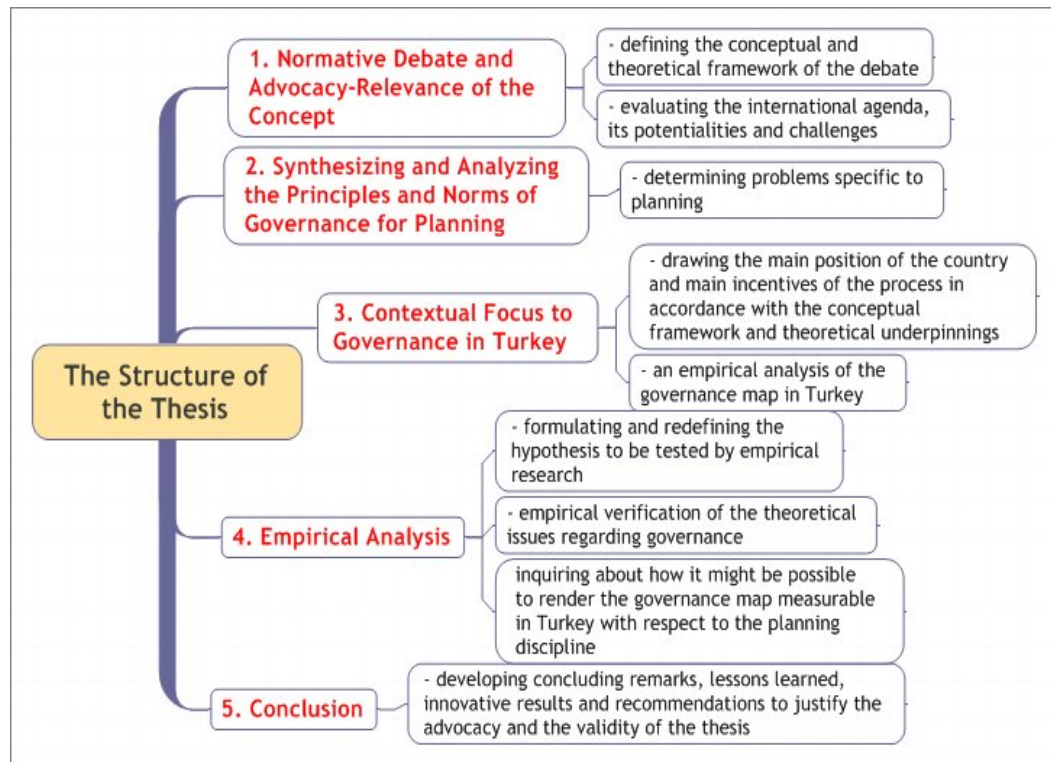 1. Normative Debate and
Advocacy-Relevance of the
Concept
- defining the conceptual and
theoretical framework of the debate
- evaluating the international agenda,
its potentialities and challenges
2. Synthesizing and Analyzing
the Principles and Norms of
Governance for Planning
- determining problems specific to
planning
3. Contextual Focus to
Governance in Turkey
- drawing the main position of the country
and main incentives of the process in
accordance with the conceptual
framework and theoretical underpinnings
- an empirical analysis of the
governance map in Turkey
The Structure of
the Thesis
4. Empirical Analysis
- formulating and redefining the
hypothesis to be tested by empirical
research
- empirical verification of the theoretical
issues regarding governance
inquiring about how it might be possible
to render the governance map measurable
in Turkey with respect to the planning
discipline
5. Conclusion
- developing concluding remarks, lessons learned,
innovative results and recommendations to justify the
advocacy and the validity of the thesis